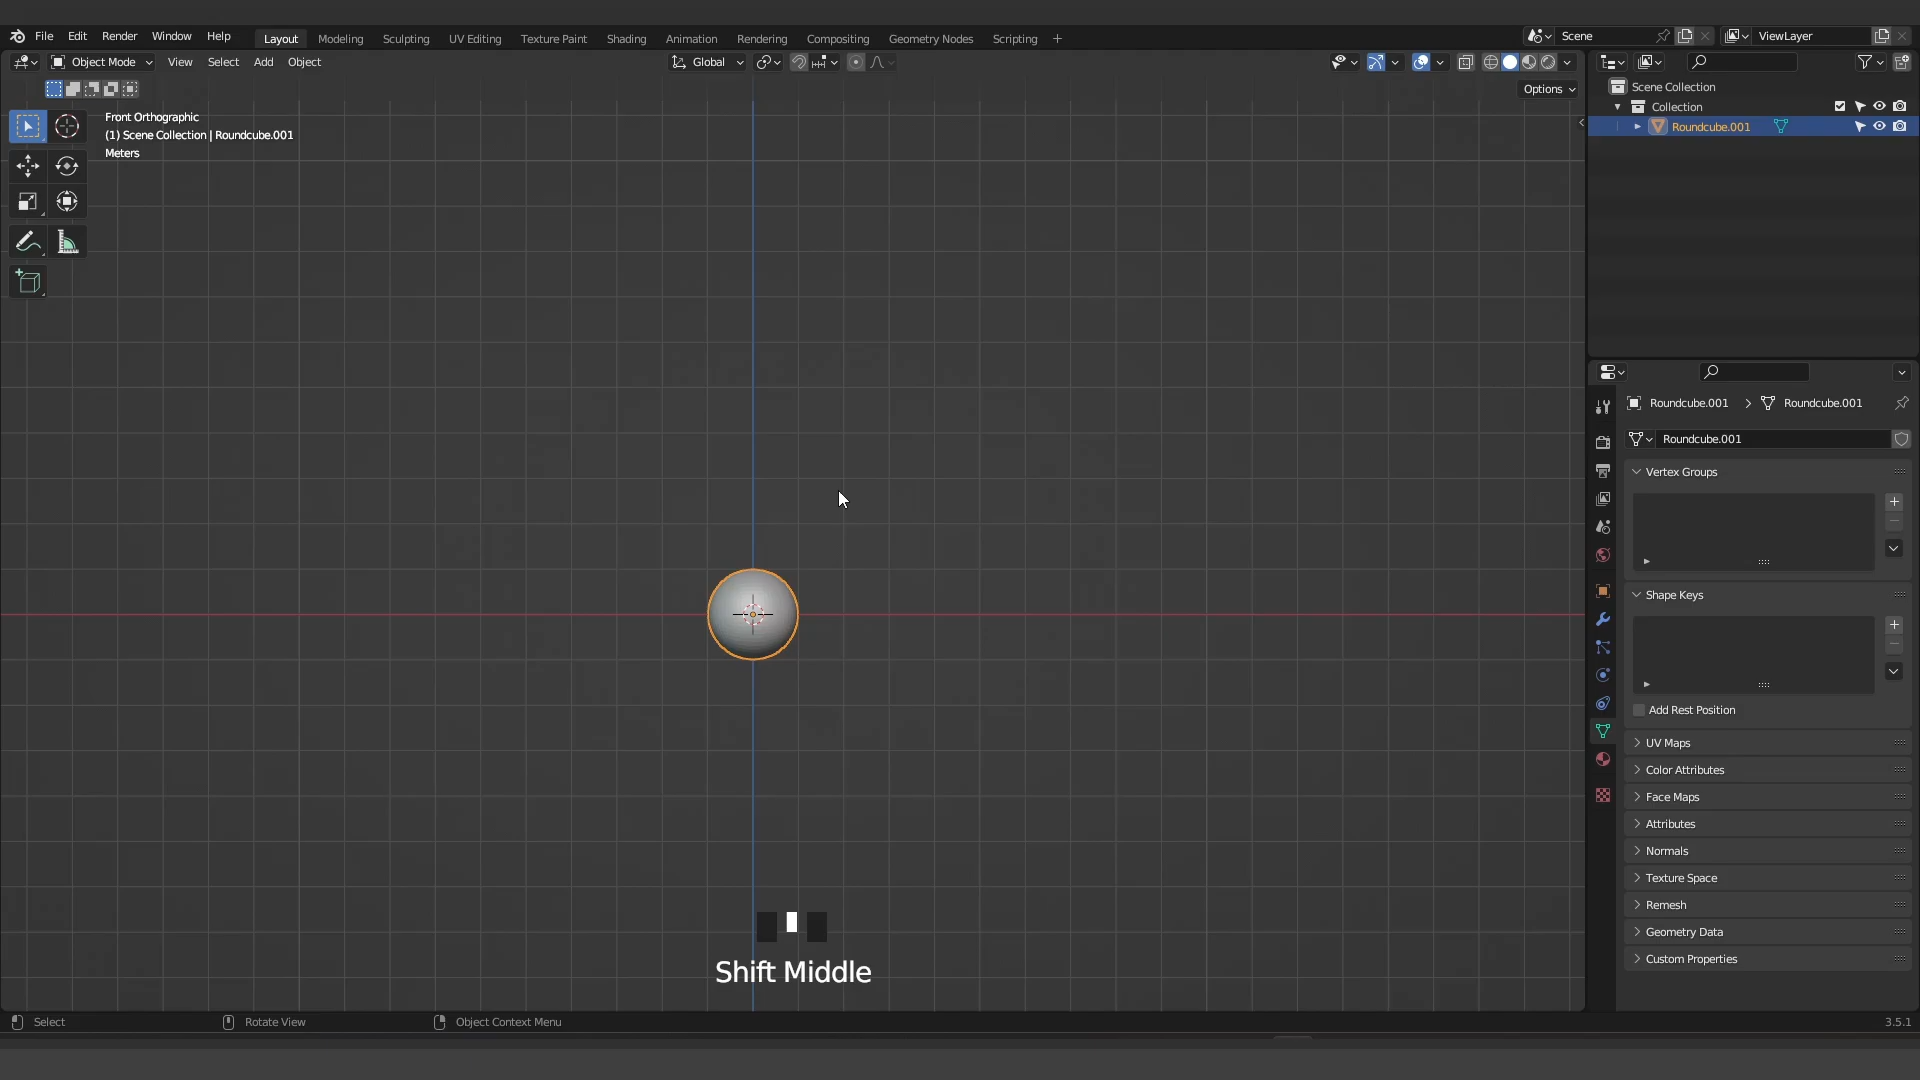 File Edit Render Window Help Layout Modeling Sculpting UV Editing Texture Paint Shading Animation Rendering Compositing Geometry Nodes Scripting + Scene ViewLayer
Object Mode View Select Add Object Global
Options
Front Orthographic
(1) Scene Collection | Roundcube.001
Meters
Scene Collection
Collection
Roundcube.001
Roundcube.001 > Roundcube.001
Roundcube.001
Vertex Groups
Shape Keys
Add Rest Position
UV Maps
Color Attributes
Face Maps
Attributes
Normals
Texture Space
Remesh
Geometry Data
Custom Properties
Shift Middle
Select Rotate View Object Context Menu 3.5.1